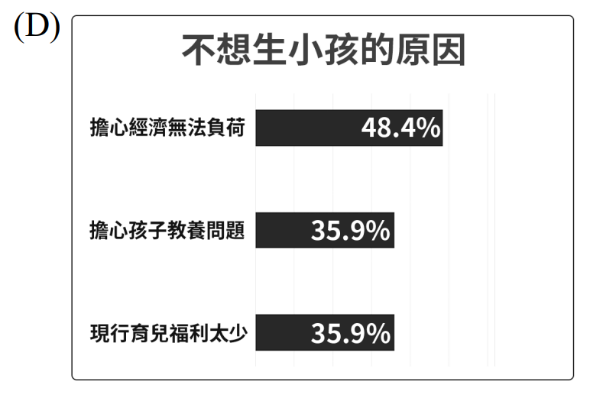 (D)
不想生小孩的原因
擔心經濟無法負荷 48.4%
擔心孩子教養問題 35.9%
現行育兒福利太少 35.9%